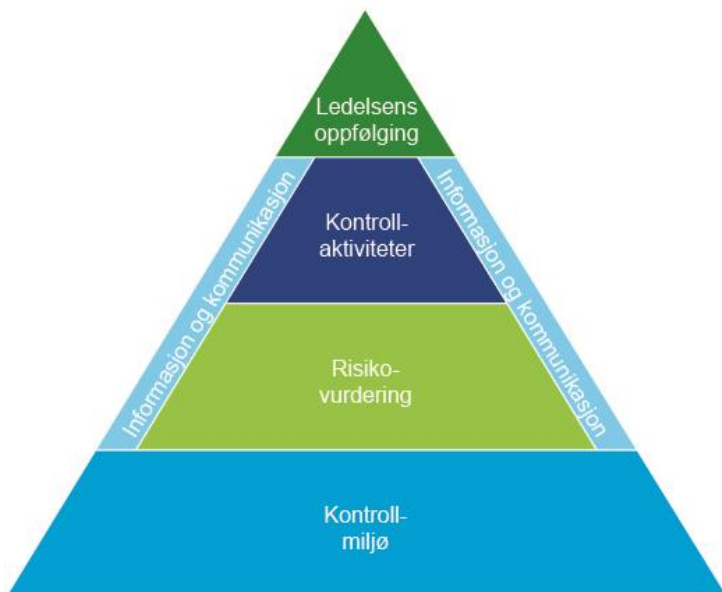 Ledelsens
oppfølging
Informasjon og kommunikasjon
Informasjon og kommunikasjon
Kontroll-
aktiviteter
Risiko-
vurdering
Kontroll-
miljø